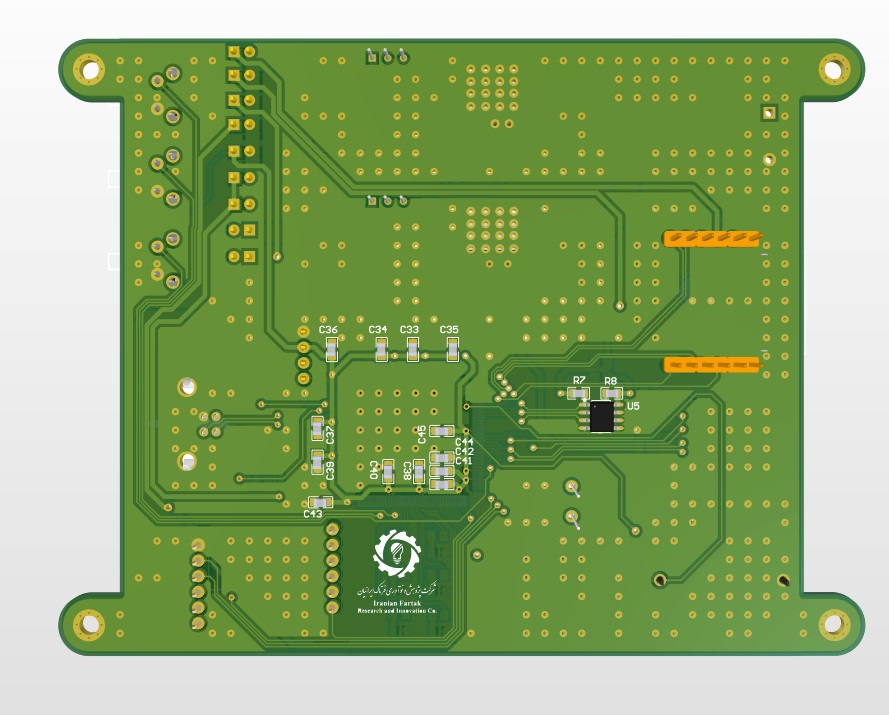 C36 C34 C33 C35
R7 R8
U5
C37
C45
C44
C42
C41
C39
C40
C38
C43
شرکت پژوهش و نوآوری فرتاک ایرانیان
Iranian Fartak
Research and Innovation Co.